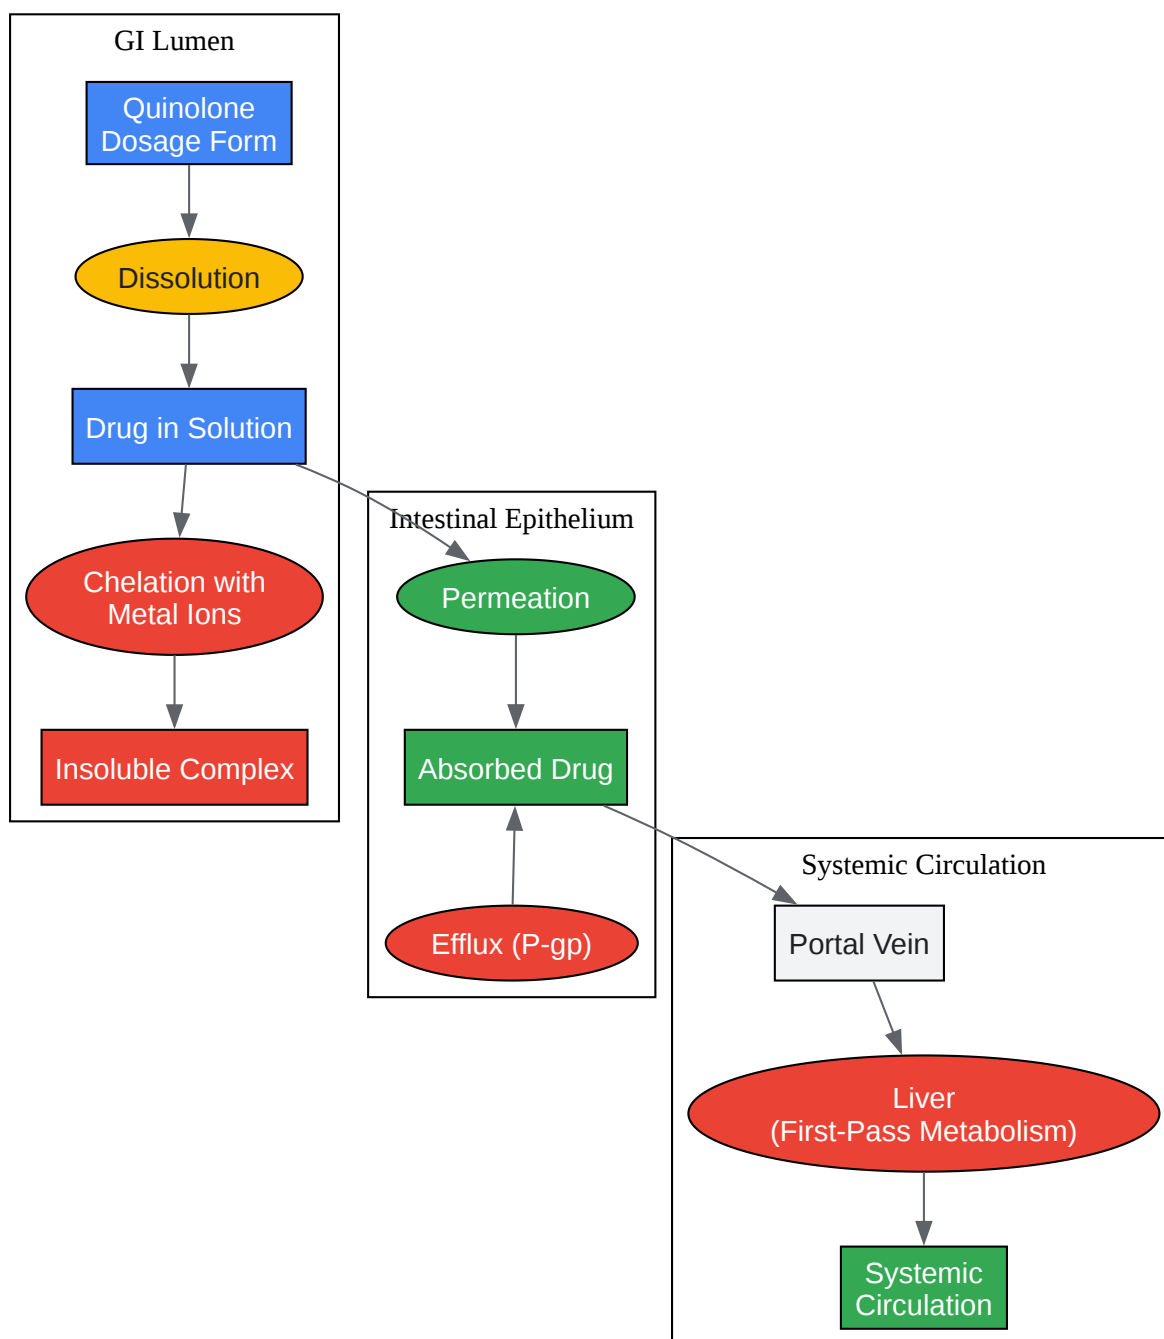 GI Lumen
Quinolone
Dosage Form
Dissolution
Drug in Solution
Chelation with
Metal Ions
Insoluble Complex
Intestinal Epithelium
Permeation
Absorbed Drug
Efflux (P-gp)
Systemic Circulation
Portal Vein
Liver
(First-Pass Metabolism)
Systemic
Circulation